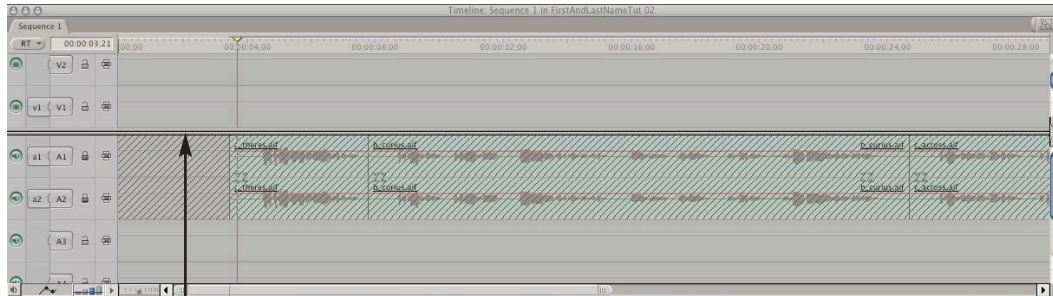 Timeline: Sequence 1 in FirstAndLastNameTut 02
Sequence 1
RT 00:00:03;21 00;00 00:00:04;00 00:00:08;00 00:00:12;00 00:00:16;00 00:00:20;00 00:00:24;00 00:00:28;00
V2
v1 V1
a1 A1 a_theres.aif b_curius.aif b_curius.aif c_across.aif
a2 A2 a_theres.aif b_curius.aif b_curius.aif c_across.aif
A3